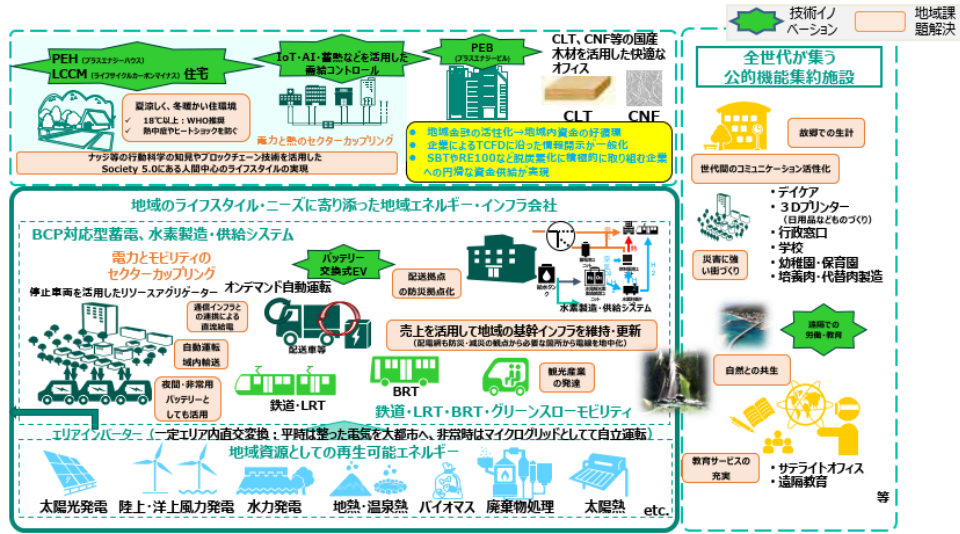 技術イノ
ベーション
地域課
題解決
PEH（プラスエナジーハウス）
LCCM（ライフサイクルカーボンマイナス）住宅
夏涼しく、冬暖かい住環境
✓ 18℃以上：WHO推奨
✓ 熱中症やヒートショックを防ぐ
IoT・AI・蓄熱などを活用した
需給コントロール
電力と熱のセクターカップリング
ナッジ等の行動科学の知見やブロックチェーン技術を活用した
Society 5.0にある人間中心のライフスタイルの実現
PEB
（プラスエナジービル）
CLT、CNF等の国産
木材を活用した快適な
オフィス
CLT
CNF
● 地域金融の活性化→地域内資金の好循環
● 企業によるTCFDに沿った情報開示が一般化
● SBTやRE100など脱炭素化に積極的に取り組む企業
への円滑な資金供給が実現
地域のライフスタイル・ニーズに寄り添った地域エネルギー・インフラ会社
BCP対応型蓄電、水素製造・供給システム
電力とモビリティの
セクターカップリング
停止車両を活用したリソースアグリゲーター
バッテリー
交換式EV
オンデマンド自動運転
配送車等
通信インフラと
の連携による
直流給電
自動運転
域内輸送
夜間・非常用
バッテリーと
しても活用
配送拠点
の防災拠点化
給水タンク
水素製造・供給システム
売上を活用して地域の基幹インフラを維持・更新
（配電網も防災・減災の観点から必要な箇所から電線を地中化）
鉄道・LRT
BRT
観光産業
の発達
鉄道・LRT・BRT・グリーンスローモビリティ
エリアインバーター（一定エリア内直交変換：平時は整った電気を大都市へ、非常時はマイクログリッドとしてて自立運転）
地域資源としての再生可能エネルギー
太陽光発電
陸上・洋上風力発電
水力発電
地熱・温泉熱
バイオマス
廃棄物処理
太陽熱
etc.
全世代が集う
公的機能集約施設
故郷での生計
世代間のコミュニケーション活性化
・デイケア
・３Dプリンター
（日用品などものづくり）
・行政窓口
・学校
・幼稚園・保育園
・培養肉・代替肉製造
災害に強
い街づくり
遠隔での
労働・教育
自然との共生
教育サービスの
充実
・サテライトオフィス
・遠隔教育
等